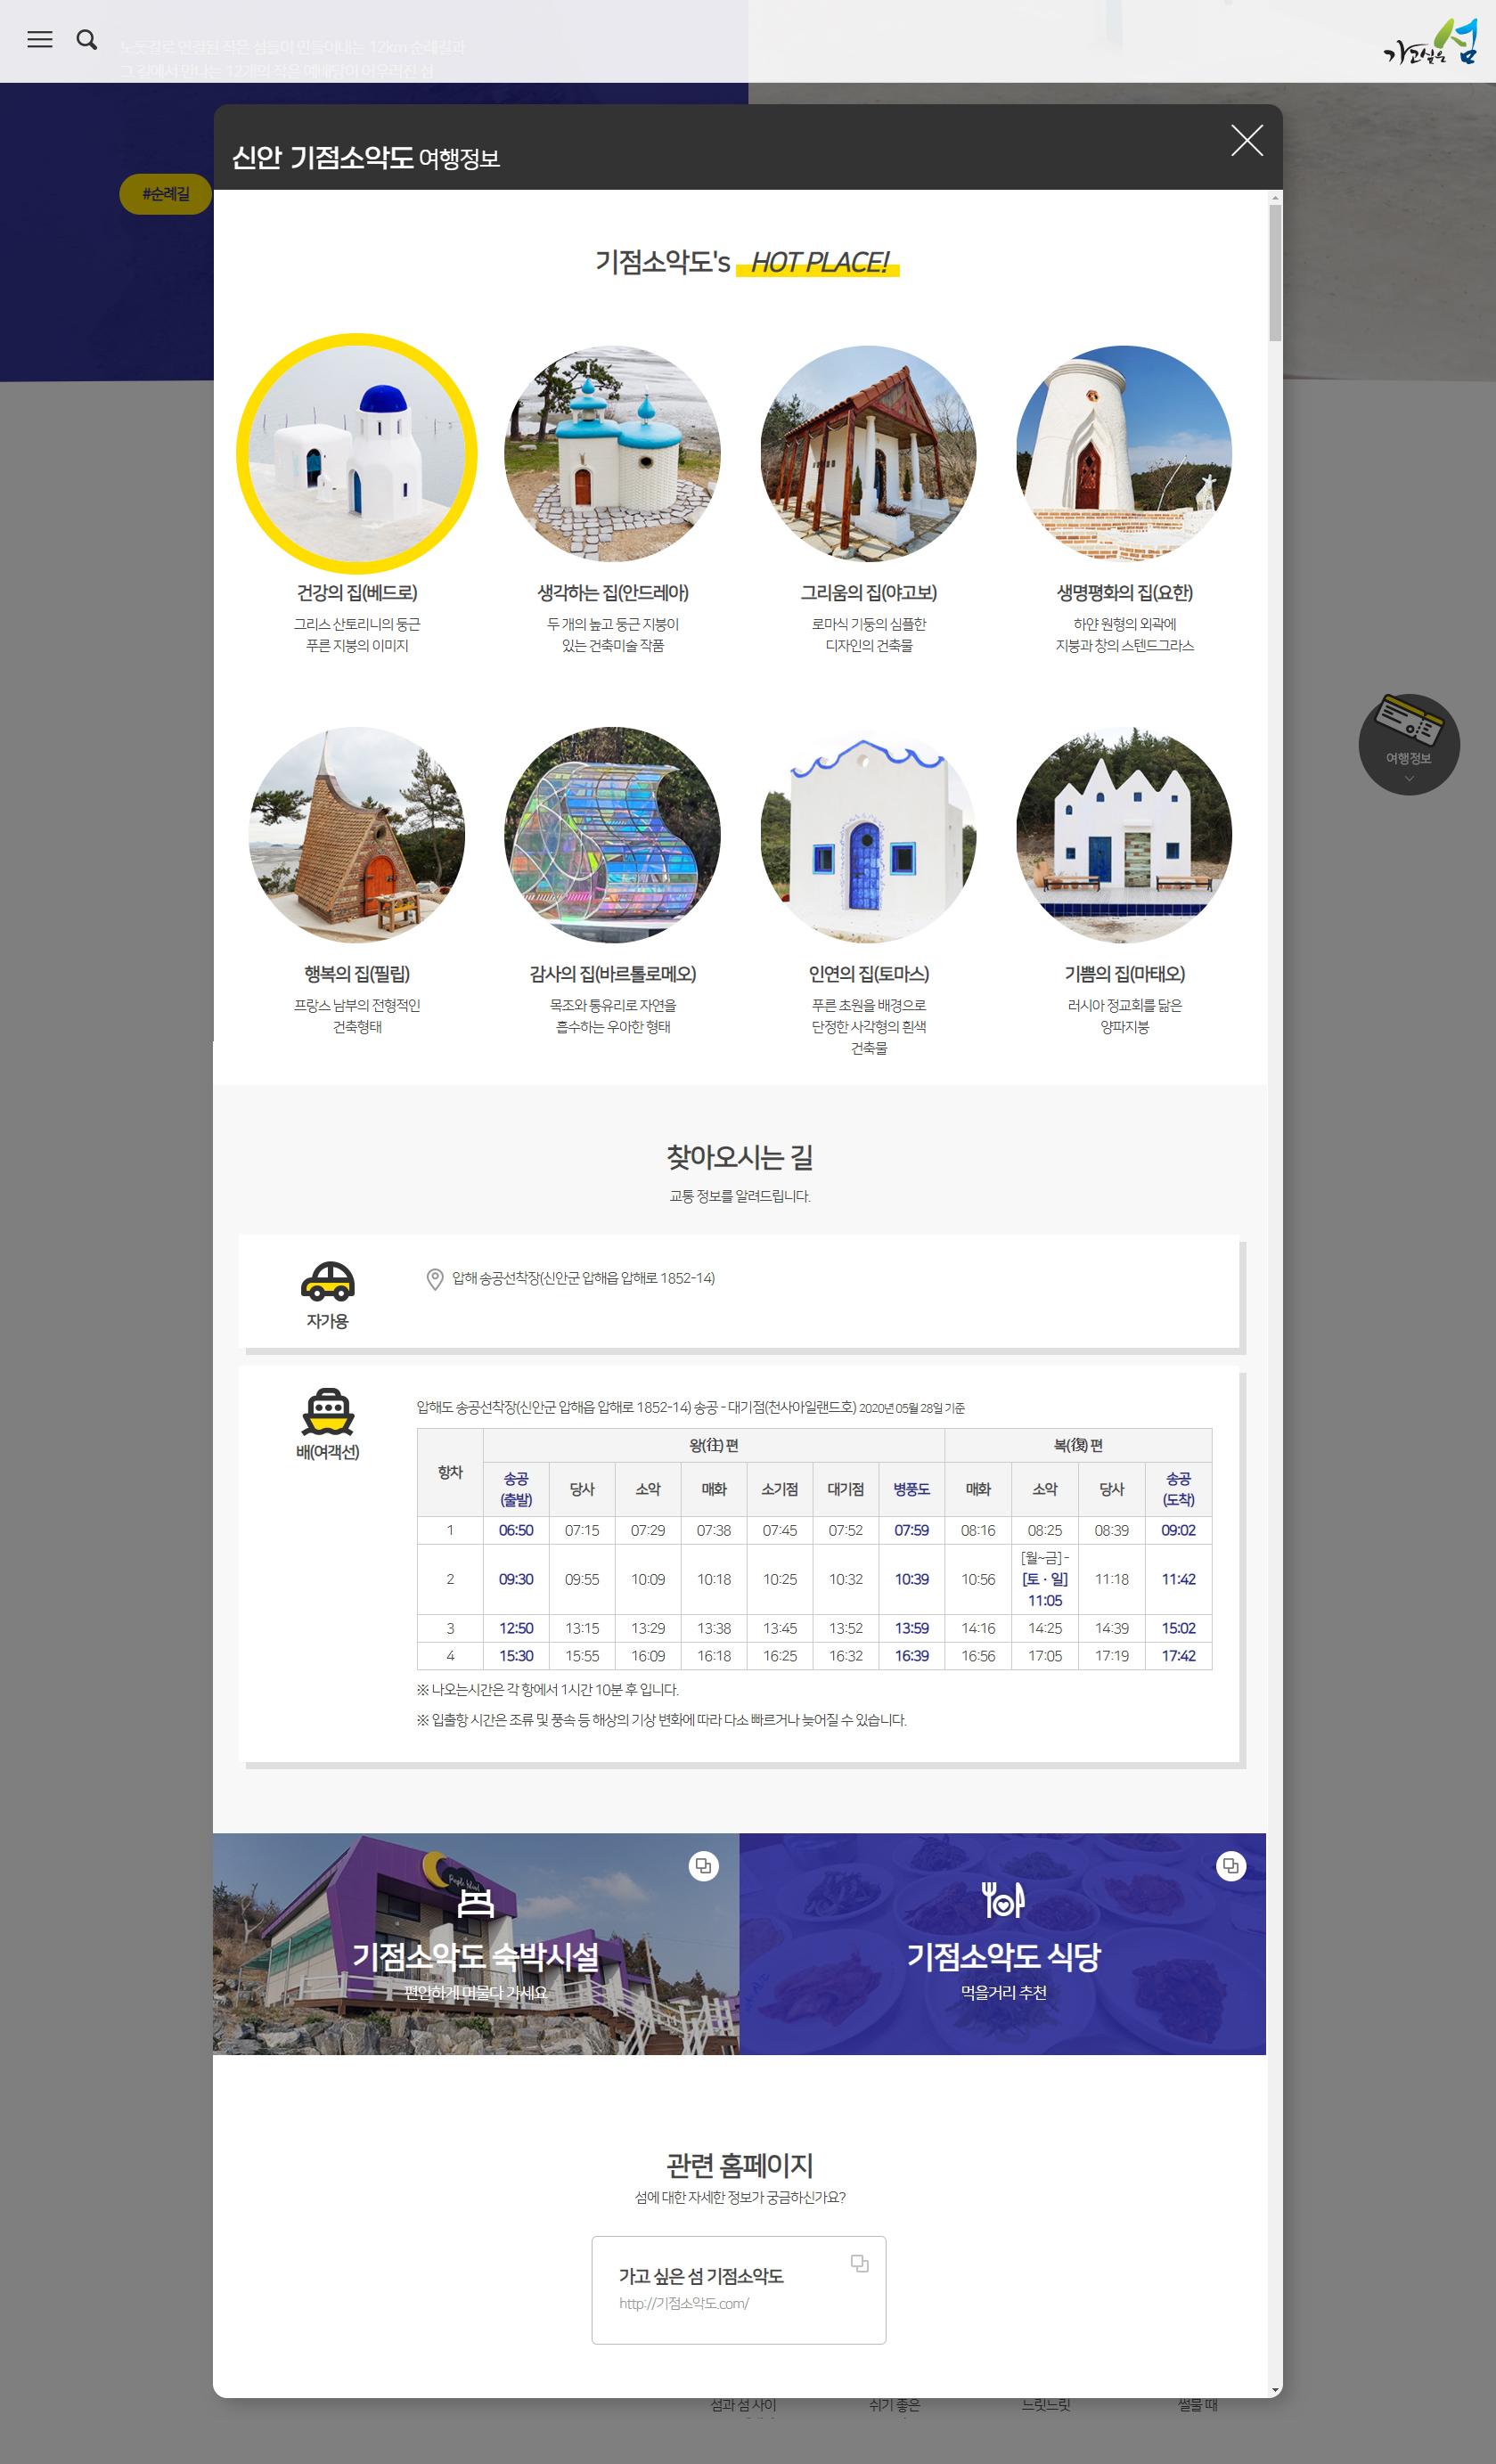 노둣길로 연결된 작은 섬들이 만들어내는 12km 순례길과
그 길에서 만나는 12개의 작은 예배당이 어우러진 섬
가고싶은 섬
신안 기점소악도 여행정보
#순례길
기점소악도's HOT PLACE!
건강의 집(베드로)
그리스 산토리니의 둥근
푸른 지붕의 이미지
생각하는 집(안드레아)
두 개의 높고 둥근 지붕이
있는 건축미술 작품
그리움의 집(야고보)
로마식 기둥의 심플한
디자인의 건축물
생명평화의 집(요한)
하얀 원형의 외곽에
지붕과 창의 스텐드그라스
여행정보
행복의 집(필립)
프랑스 남부의 전형적인
건축형태
감사의 집(바르톨로메오)
목조와 통유리로 자연을
흡수하는 우아한 형태
인연의 집(토마스)
푸른 초원을 배경으로
단정한 사각형의 흰색
건축물
기쁨의 집(마태오)
러시아 정교회를 닮은
양파지붕
찾아오시는 길
교통 정보를 알려드립니다.
자가용
압해 송공선착장(신안군 압해읍 압해로 1852-14)
배(여객선)
압해도 송공선착장(신안군 압해읍 압해로 1852-14) 송공 - 대기점(천사아일랜드호) 2020년 05월 28일 기준
항차 왕(往) 편 복(復) 편
송공(출발) 당사 소악 매화 소기점 대기점 병풍도 매화 소악 당사 송공(도착)
1 06:50 07:15 07:29 07:38 07:45 07:52 07:59 08:16 08:25 08:39 09:02
2 09:30 09:55 10:09 10:18 10:25 10:32 10:39 10:56 [월~금] - [토 · 일] 11:05 11:18 11:42
3 12:50 13:15 13:29 13:38 13:45 13:52 13:59 14:16 14:25 14:39 15:02
4 15:30 15:55 16:09 16:18 16:25 16:32 16:39 16:56 17:05 17:19 17:42
※ 나오는시간은 각 항에서 1시간 10분 후 입니다.
※ 입출항 시간은 조류 및 풍속 등 해상의 기상 변화에 따라 다소 빠르거나 늦어질 수 있습니다.
Purple Island
기점소악도 숙박시설
편안하게 머물다 가세요
기점소악도 식당
먹을거리 추천
관련 홈페이지
섬에 대한 자세한 정보가 궁금하신가요?
가고 싶은 섬 기점소악도
http://기점소악도.com/
섬과 섬 사이
쉬기 좋은
느릿느릿
썰물 때